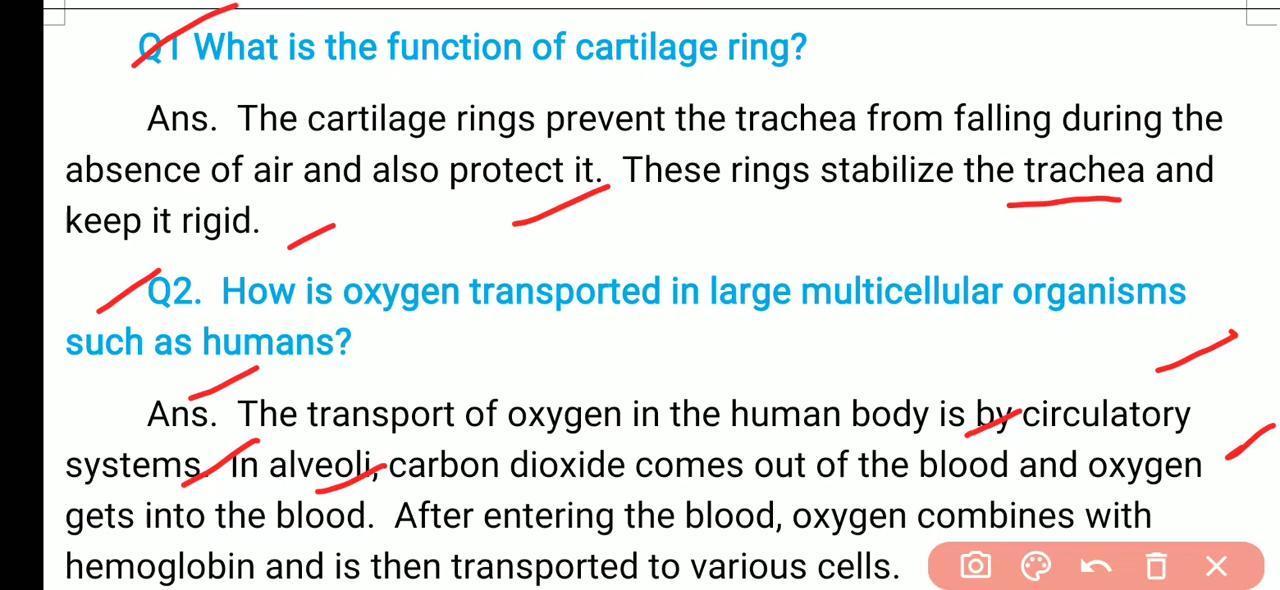 Q1 What is the function of cartilage ring?
Ans. The cartilage rings prevent the trachea from falling during the
absence of air and also protect it. These rings stabilize the trachea and
keep it rigid.
Q2. How is oxygen transported in large multicellular organisms
such as humans?
Ans. The transport of oxygen in the human body is by circulatory
systems. In alveoli, carbon dioxide comes out of the blood and oxygen
gets into the blood. After entering the blood, oxygen combines with
hemoglobin and is then transported to various cells.